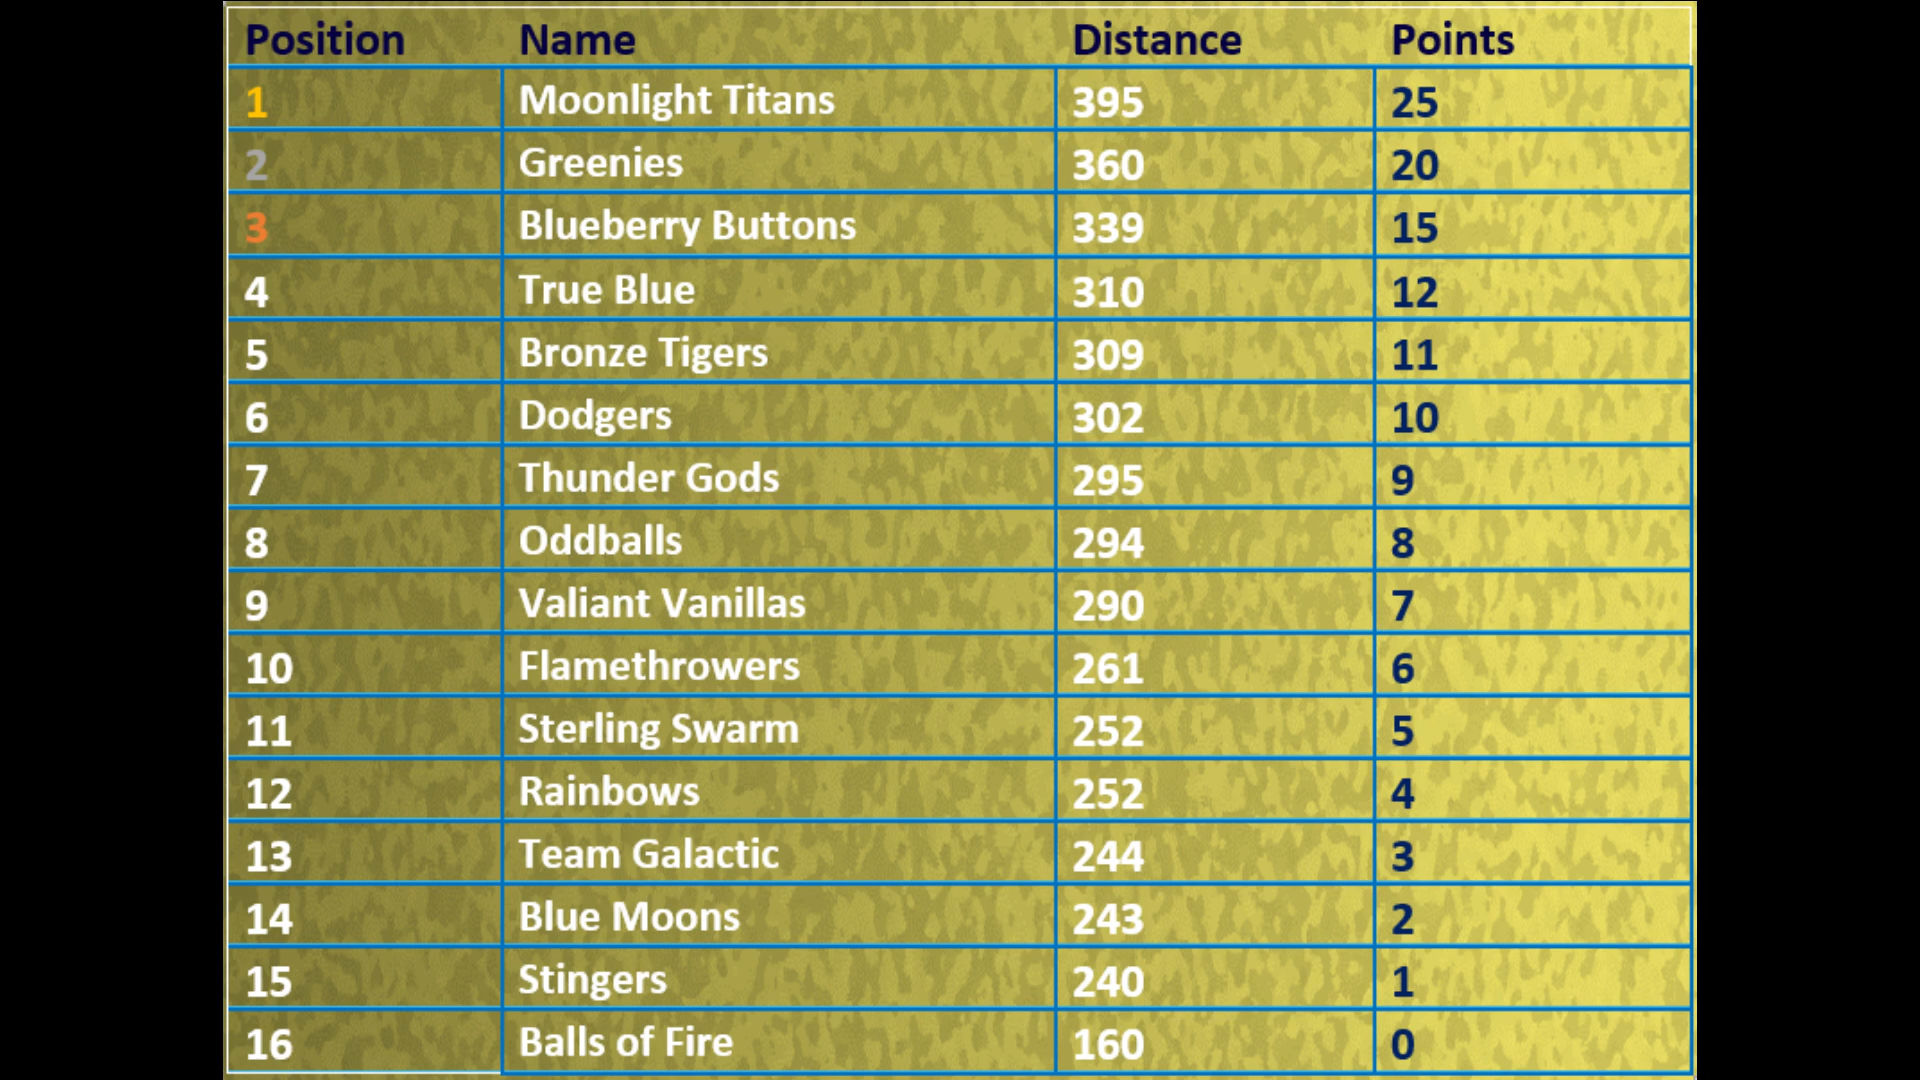 Position Name Distance Points
1 Moonlight Titans 395 25
2 Greenies 360 20
3 Blueberry Buttons 339 15
4 True Blue 310 12
5 Bronze Tigers 309 11
6 Dodgers 302 10
7 Thunder Gods 295 9
8 Oddballs 294 8
9 Valiant Vanillas 290 7
10 Flamethrowers 261 6
11 Sterling Swarm 252 5
12 Rainbows 252 4
13 Team Galactic 244 3
14 Blue Moons 243 2
15 Stingers 240 1
16 Balls of Fire 160 0